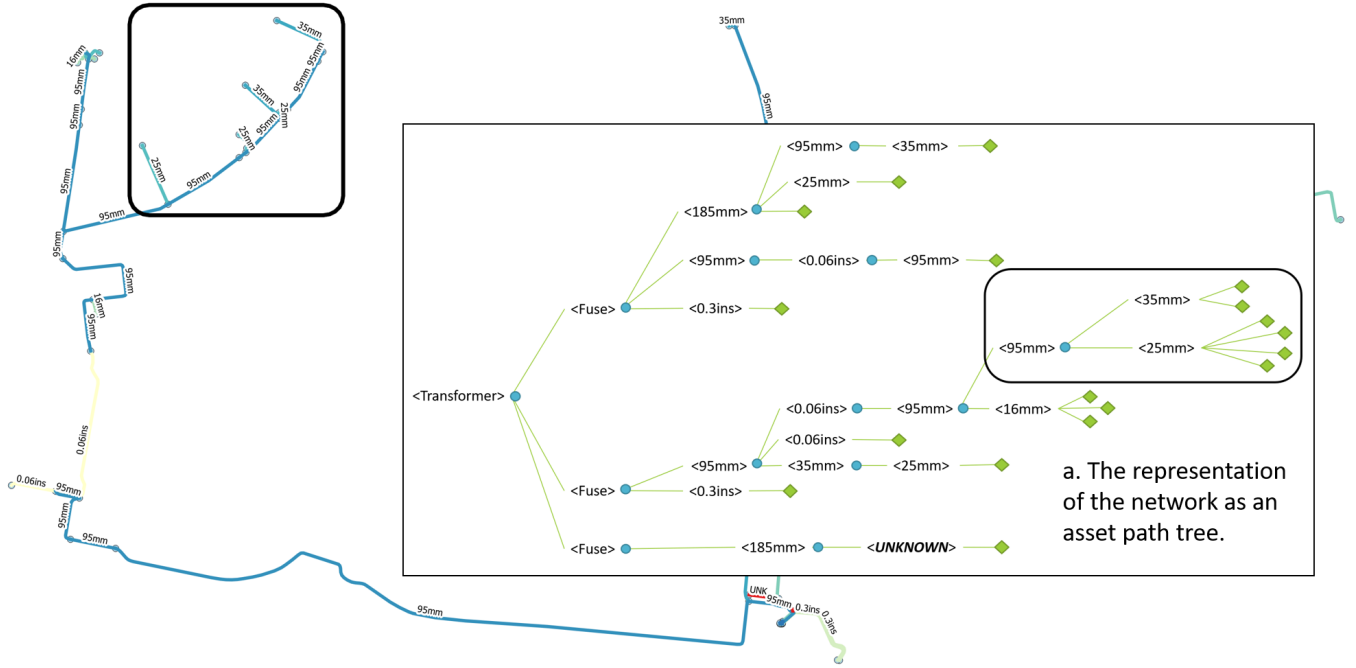 35mm
35mm
16mm
95mm
95mm
95mm
35mm
25mm
95mm
25mm
25mm
95mm
95mm
95mm
95mm
95mm
95mm
95mm
16mm
95mm
0.06ins
0.06ins
95mm
95mm
95mm
95mm
UNK
95mm
0.3ins
0.3ins
<95mm> <35mm>
<25mm>
<185mm>
<95mm> <0.06ins> <95mm>
<Fuse> <0.3ins>
<35mm>
<95mm> <25mm>
<Transformer>
<0.06ins> <95mm> <16mm>
<0.06ins>
<95mm> <35mm> <25mm>
<Fuse> <0.3ins>
<Fuse> <185mm> <UNKNOWN>
a. The representation
of the network as an
asset path tree.